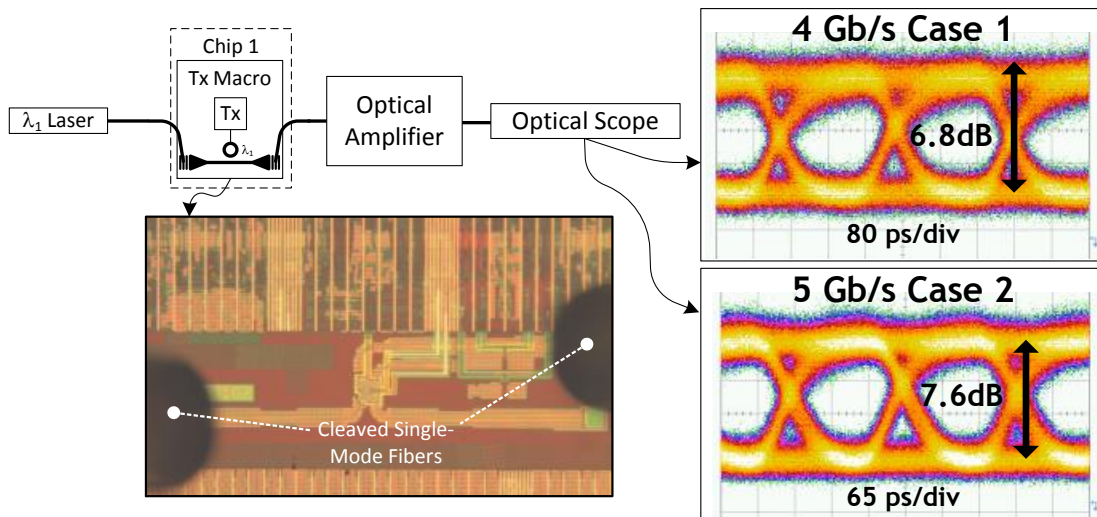 Chip 1
Tx Macro
Tx
λ1
λ1 Laser
Optical
Amplifier
Optical Scope
4 Gb/s Case 1
6.8dB
80 ps/div
Cleaved Single-
Mode Fibers
5 Gb/s Case 2
7.6dB
65 ps/div